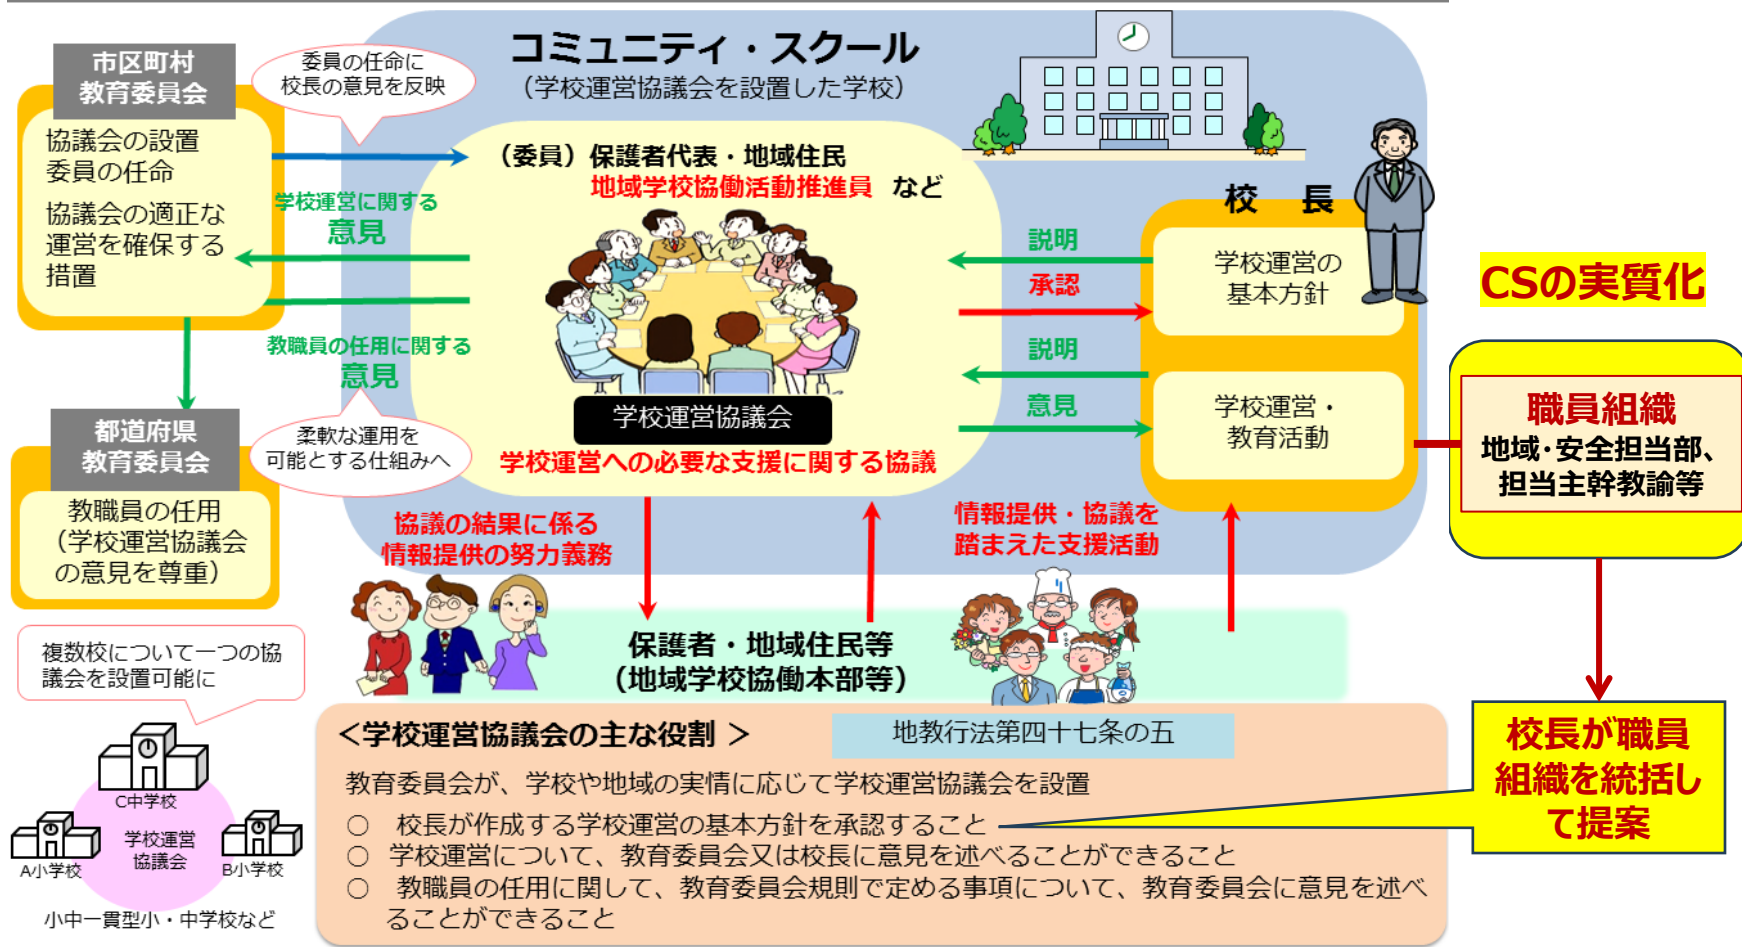 コミュニティ・スクール
（学校運営協議会を設置した学校）
市区町村
教育委員会
協議会の設置
委員の任命
協議会の適正な
運営を確保する
措置
委員の任命に
校長の意見を反映
学校運営に関する
意見
教職員の任用に関する
意見
柔軟な運用を
可能とする仕組みへ
都道府県
教育委員会
教職員の任用
（学校運営協議会
の意見を尊重）
（委員）保護者代表・地域住民
地域学校協働活動推進員 など
学校運営協議会
学校運営への必要な支援に関する協議
説明
承認
説明
意見
校 長
学校運営の
基本方針
学校運営・
教育活動
CSの実質化
職員組織
地域・安全担当部、
担当主幹教諭等
校長が職員
組織を統括し
て提案
協議の結果に係る
情報提供の努力義務
情報提供・協議を
踏まえた支援活動
保護者・地域住民等
（地域学校協働本部等）
複数校について一つの協
議会を設置可能に
C中学校
学校運営
協議会
A小学校
B小学校
小中一貫型小・中学校など
＜学校運営協議会の主な役割 ＞
地教行法第四十七条の五
教育委員会が、学校や地域の実情に応じて学校運営協議会を設置
○ 校長が作成する学校運営の基本方針を承認すること
○ 学校運営について、教育委員会又は校長に意見を述べることができること
○ 教職員の任用に関して、教育委員会規則で定める事項について、教育委員会に意見を述べ
ることができること